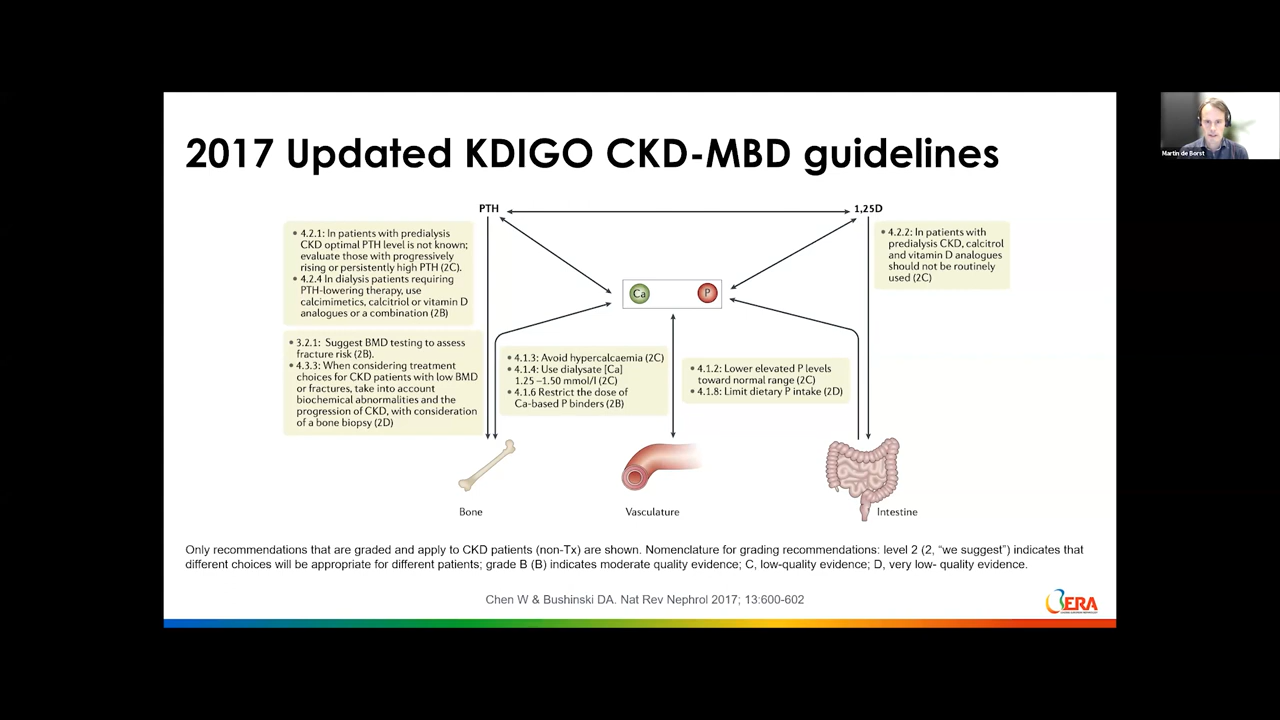 2017 Updated KDIGO CKD-MBD guidelines
Martin de Borst
PTH
1,25D
• 4.2.1: In patients with predialysis
CKD optimal PTH level is not known;
evaluate those with progressively
rising or persistently high PTH (2C).
• 4.2.4 In dialysis patients requiring
PTH-lowering therapy, use
calcimimetics, calcitriol or vitamin D
analogues or a combination (2B)
• 4.2.2: In patients with
predialysis CKD, calcitrol
and vitamin D analogues
should not be routinely
used (2C)
Ca
P
• 3.2.1: Suggest BMD testing to assess
fracture risk (2B).
• 4.3.3: When considering treatment
choices for CKD patients with low BMD
or fractures, take into account
biochemical abnormalities and the
progression of CKD, with consideration
of a bone biopsy (2D)
• 4.1.3: Avoid hypercalcaemia (2C)
• 4.1.4: Use dialysate [Ca]
1.25 –1.50 mmol/l (2C)
• 4.1.6 Restrict the dose of
Ca-based P binders (2B)
• 4.1.2: Lower elevated P levels
toward normal range (2C)
• 4.1.8: Limit dietary P intake (2D)
Bone
Vasculature
Intestine
Only recommendations that are graded and apply to CKD patients (non-Tx) are shown. Nomenclature for grading recommendations: level 2 (2, “we suggest”) indicates that
different choices will be appropriate for different patients; grade B (B) indicates moderate quality evidence; C, low-quality evidence; D, very low- quality evidence.
Chen W & Bushinski DA. Nat Rev Nephrol 2017; 13:600-602
ERA